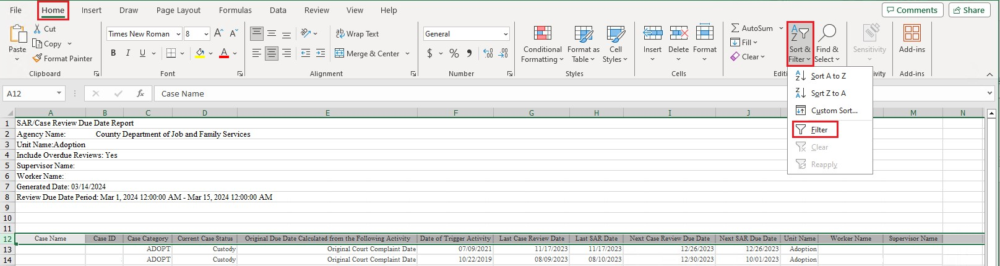 File Home Insert Draw Page Layout Formulas Data Review View Help Comments Share
Paste Cut Copy Format Painter Clipboard
Times New Roman 8 A A B I U A Font
ab Wrap Text Merge & Center Alignment
General $ % 9 Number
Conditional Formatting Format as Table Cell Styles Styles
Insert Delete Format Cells
AutoSum Fill Clear Sort & Filter Find & Select Editi
Sensitivity ivity
Add-ins Add-ins
Sort A to Z
Sort Z to A
Custom Sort...
Filter
Clear
Reapply
A12 fx Case Name
A B C D E F G H I J M N
1 SAR/Case Review Due Date Report
2 Agency Name: County Department of Job and Family Services
3 Unit Name:Adoption
4 Include Overdue Reviews: Yes
5 Supervisor Name:
6 Worker Name:
7 Generated Date: 03/14/2024
8 Review Due Date Period: Mar 1, 2024 12:00:00 AM - Mar 15, 2024 12:00:00 AM
9
10
11
12 Case Name Case ID Case Category Current Case Status Original Due Date Calculated from the Following Activity Date of Trigger Activity Last Case Review Date Last SAR Date Next Case Review Due Date Next SAR Due Date Unit Name Worker Name Supervisor Name
13 ADOPT Custody Original Court Complaint Date 07/09/2021 11/17/2023 11/17/2023 12/26/2023 12/26/2023 Adoption
14 ADOPT Custody Original Court Complaint Date 10/22/2019 08/09/2023 08/10/2023 12/30/2023 10/01/2023 Adoption